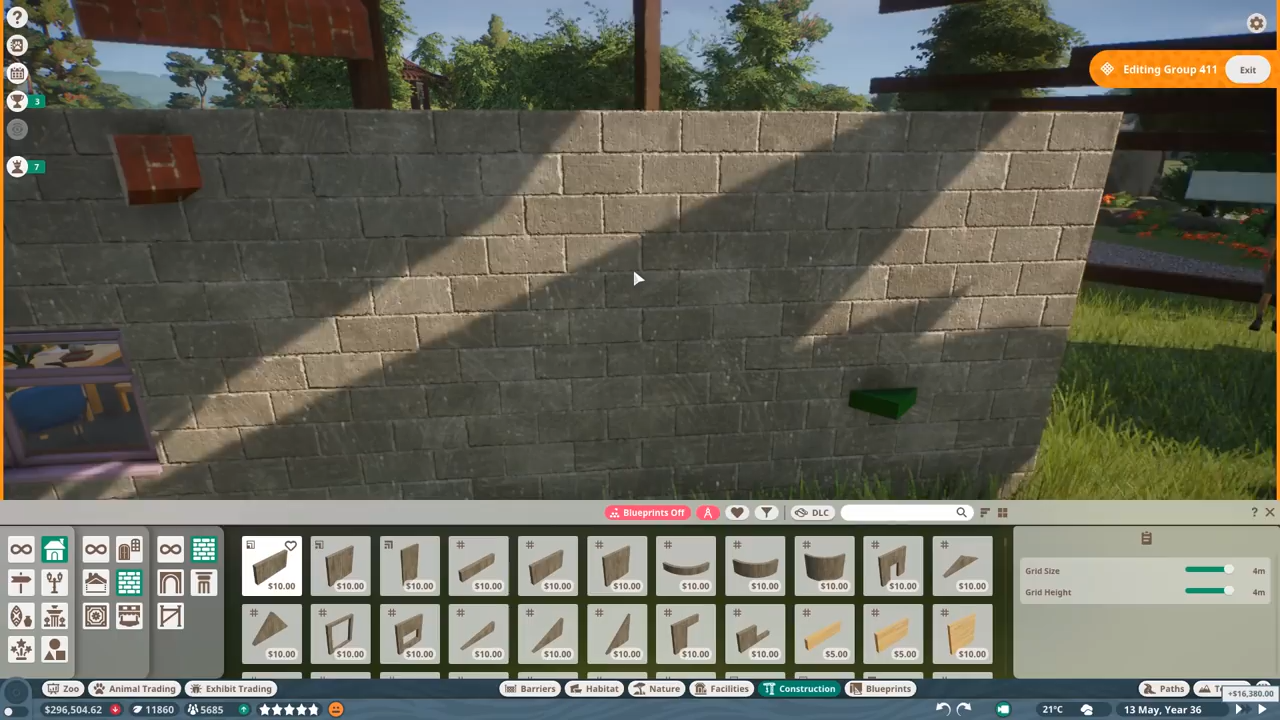 Editing Group 411
Exit
3
7
Blueprints Off
DLC
?
$10.00 $10.00 $10.00 $10.00 $10.00 $10.00 $10.00 $10.00 $10.00 $10.00 $10.00
$10.00 $10.00 $10.00 $10.00 $10.00 $10.00 $10.00 $10.00 $5.00 $5.00 $10.00
Grid Size 4m
Grid Height 4m
Zoo Animal Trading Exhibit Trading Barriers Habitat Nature Facilities Construction Blueprints Paths
+$16,380.00
$296,504.62 11860 5685 21°C 13 May, Year 36